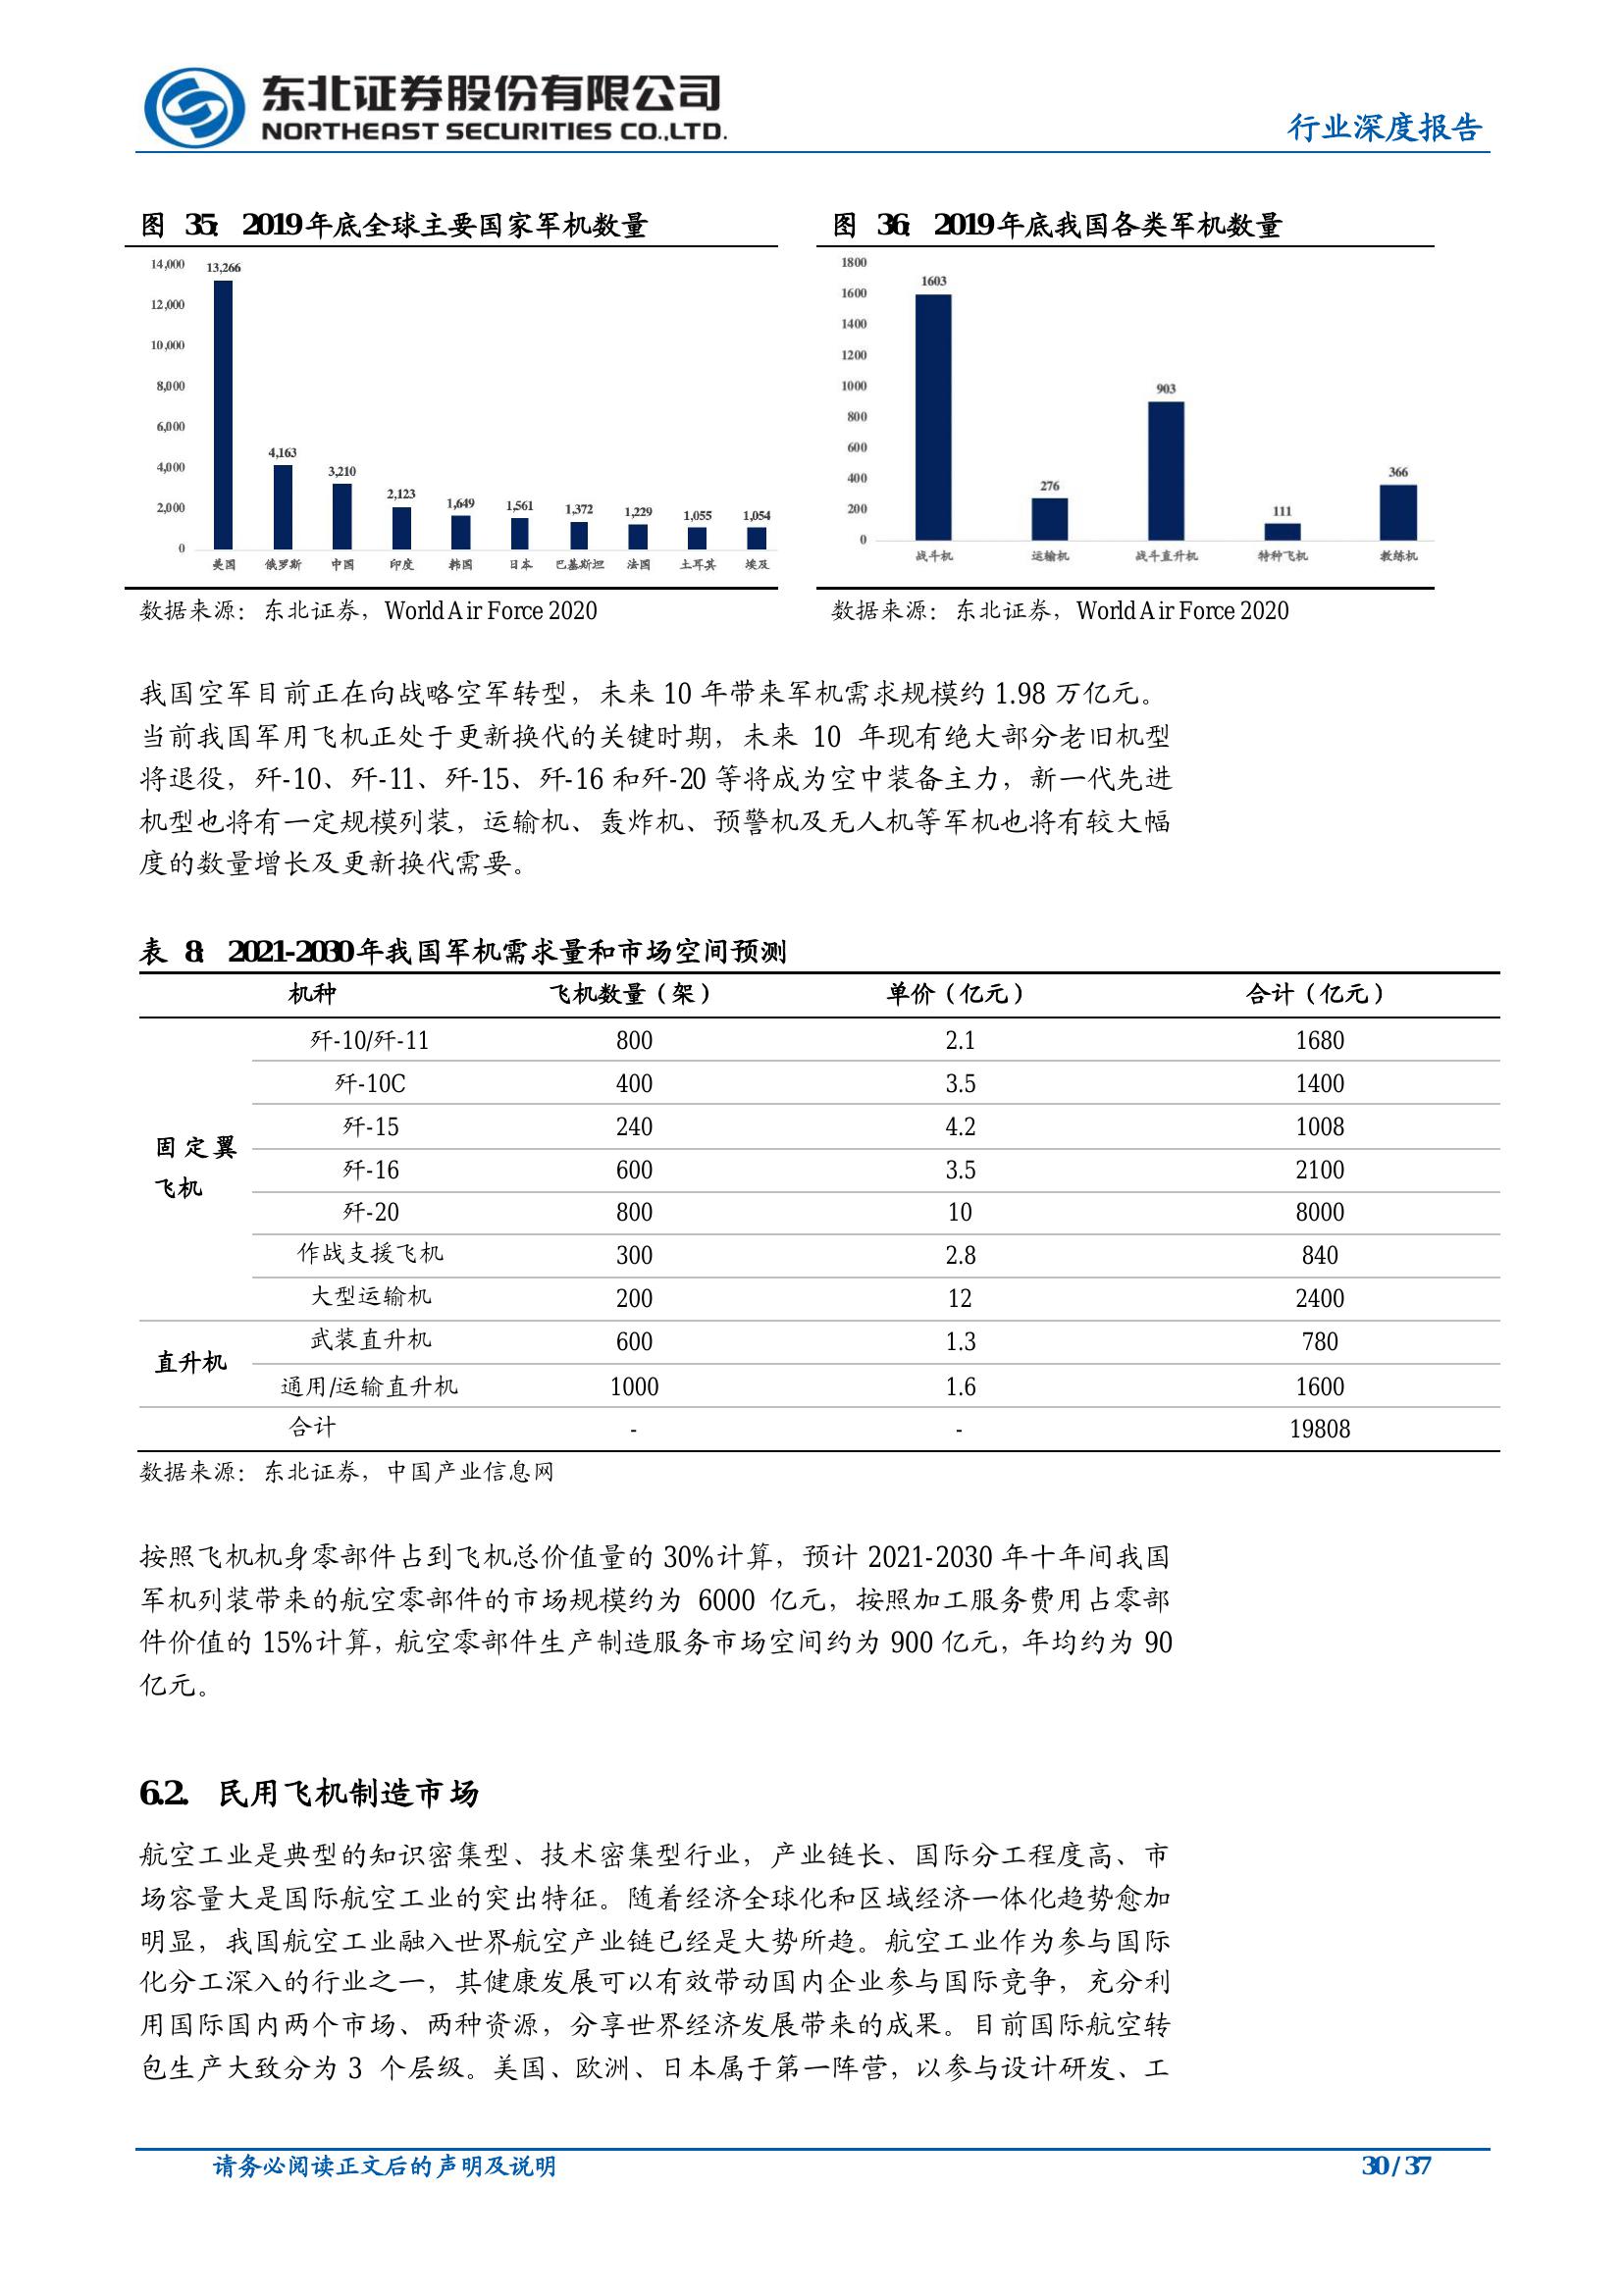 东北证券股份有限公司
NORTHEAST SECURITIES CO.,LTD.
行业深度报告
图 35: 2019年底全球主要国家军机数量
14,000
12,000
10,000
8,000
6,000
4,000
2,000
0
13,266
4,163
3,210
2,123
1,649
1,561
1,372
1,229
1,055
1,054
美国 俄罗斯 中国 印度 韩国 日本 巴基斯坦 法国 土耳其 埃及
数据来源：东北证券，World Air Force 2020
图 36: 2019年底我国各类军机数量
1800
1600
1400
1200
1000
800
600
400
200
0
1603
276
903
111
366
战斗机 运输机 战斗直升机 特种飞机 教练机
数据来源：东北证券，World Air Force 2020
我国空军目前正在向战略空军转型，未来 10 年带来军机需求规模约 1.98 万亿元。
当前我国军用飞机正处于更新换代的关键时期，未来 10 年现有绝大部分老旧机型
将退役，歼-10、歼-11、歼-15、歼-16 和歼-20 等将成为空中装备主力，新一代先进
机型也将有一定规模列装，运输机、轰炸机、预警机及无人机等军机也将有较大幅
度的数量增长及更新换代需要。
表 8: 2021-2030年我国军机需求量和市场空间预测
机种 飞机数量（架） 单价（亿元） 合计（亿元）
固定翼
飞机
歼-10/歼-11 800 2.1 1680
歼-10C 400 3.5 1400
歼-15 240 4.2 1008
歼-16 600 3.5 2100
歼-20 800 10 8000
作战支援飞机 300 2.8 840
大型运输机 200 12 2400
直升机
武装直升机 600 1.3 780
通用/运输直升机 1000 1.6 1600
合计 - - 19808
数据来源：东北证券，中国产业信息网
按照飞机机身零部件占到飞机总价值量的 30%计算，预计 2021-2030 年十年间我国
军机列装带来的航空零部件的市场规模约为 6000 亿元，按照加工服务费用占零部
件价值的 15%计算，航空零部件生产制造服务市场空间约为 900 亿元，年均约为 90
亿元。
6.2. 民用飞机制造市场
航空工业是典型的知识密集型、技术密集型行业，产业链长、国际分工程度高、市
场容量大是国际航空工业的突出特征。随着经济全球化和区域经济一体化趋势愈加
明显，我国航空工业融入世界航空产业链已经是大势所趋。航空工业作为参与国际
化分工深入的行业之一，其健康发展可以有效带动国内企业参与国际竞争，充分利
用国际国内两个市场、两种资源，分享世界经济发展带来的成果。目前国际航空转
包生产大致分为 3 个层级。美国、欧洲、日本属于第一阵营，以参与设计研发、工
请务必阅读正文后的声明及说明
30 / 37